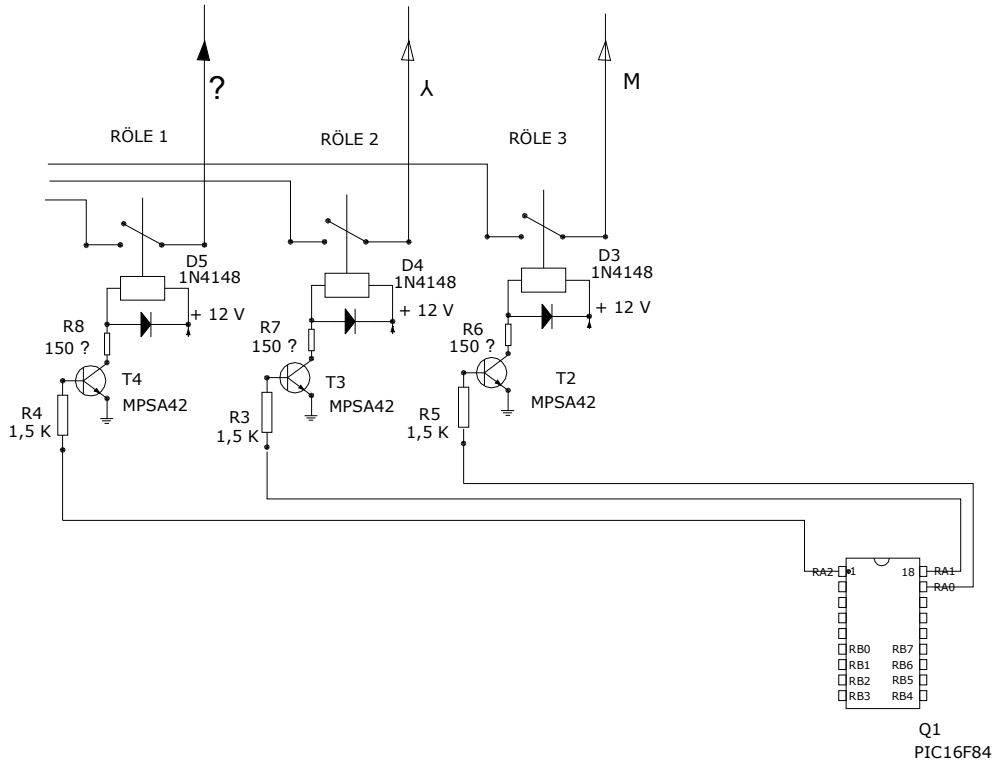 ?
⅄
M
RÖLE 1
RÖLE 2
RÖLE 3
D5
1N4148
+ 12 V
R8
150 ?
T4
MPSA42
R4
1,5 K
D4
1N4148
+ 12 V
R7
150 ?
T3
MPSA42
R3
1,5 K
D3
1N4148
+ 12 V
R6
150 ?
T2
MPSA42
R5
1,5 K
RA2 1 18 RA1
RA0
RB0 RB7
RB1 RB6
RB2 RB5
RB3 RB4
Q1
PIC16F84